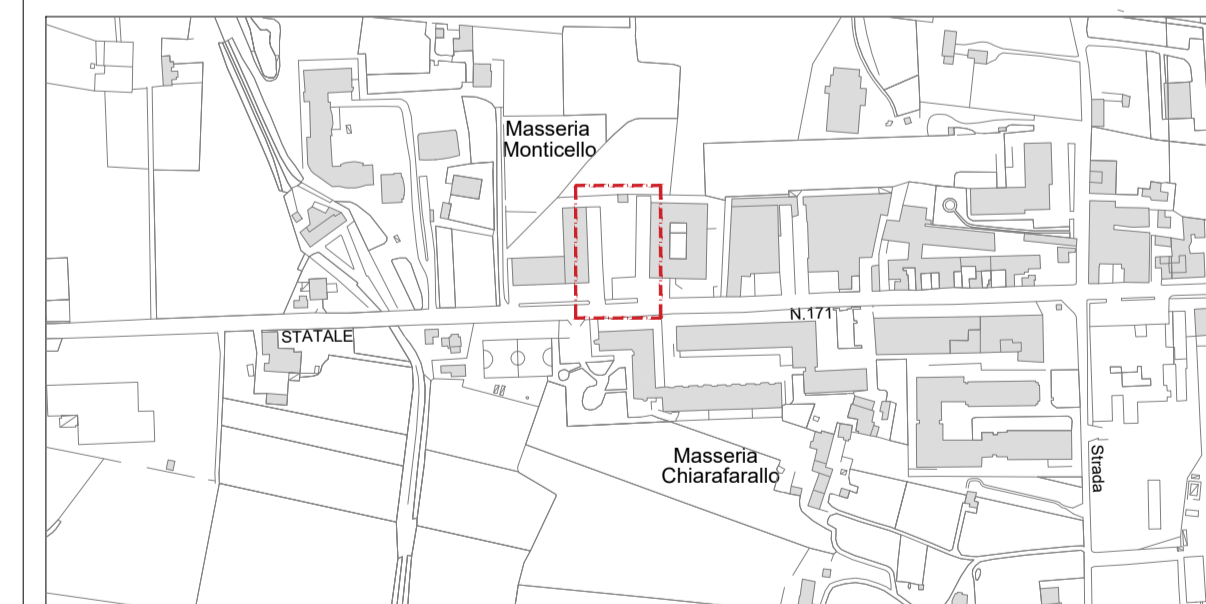 Masseria
Monticello
N.171
STATALE
Masseria
Chiarafarallo
Strada